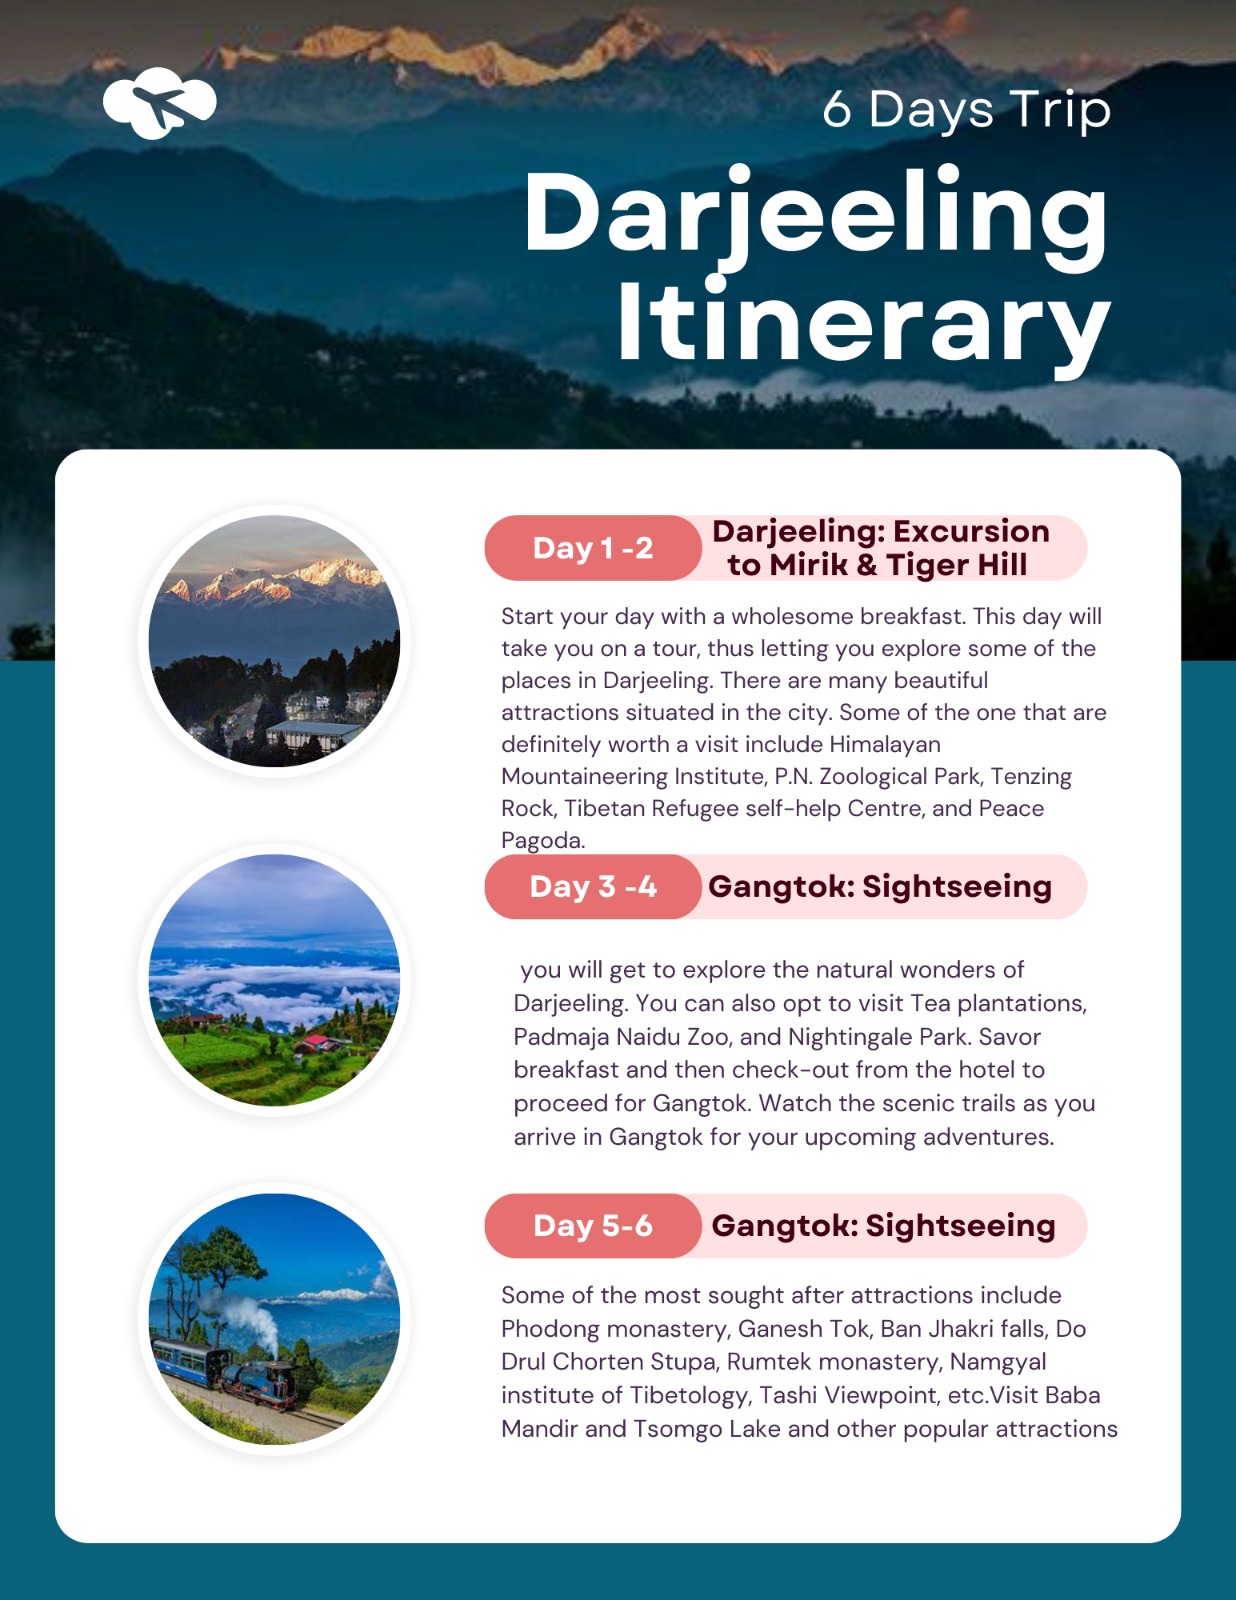 6 Days Trip
Darjeeling
Itinerary
Day 1 -2
Darjeeling: Excursion
to Mirik & Tiger Hill
Start your day with a wholesome breakfast. This day will
take you on a tour, thus letting you explore some of the
places in Darjeeling. There are many beautiful
attractions situated in the city. Some of the one that are
definitely worth a visit include Himalayan
Mountaineering Institute, P.N. Zoological Park, Tenzing
Rock, Tibetan Refugee self-help Centre, and Peace
Pagoda.
Day 3 -4
Gangtok: Sightseeing
you will get to explore the natural wonders of
Darjeeling. You can also opt to visit Tea plantations,
Padmaja Naidu Zoo, and Nightingale Park. Savor
breakfast and then check-out from the hotel to
proceed for Gangtok. Watch the scenic trails as you
arrive in Gangtok for your upcoming adventures.
Day 5-6
Gangtok: Sightseeing
Some of the most sought after attractions include
Phodong monastery, Ganesh Tok, Ban Jhakri falls, Do
Drul Chorten Stupa, Rumtek monastery, Namgyal
institute of Tibetology, Tashi Viewpoint, etc.Visit Baba
Mandir and Tsomgo Lake and other popular attractions